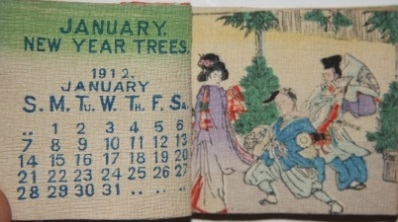 JANUARY.
NEW YEAR TREES.
1912.
JANUARY
S. M. TU. W. TH. F. SA.
.. 1 2 3 4 5 6
7 8 9 10 11 12 13
14 15 16 17 18 19 20
21 22 23 24 25 26 27
28 29 30 31 .. .. ..